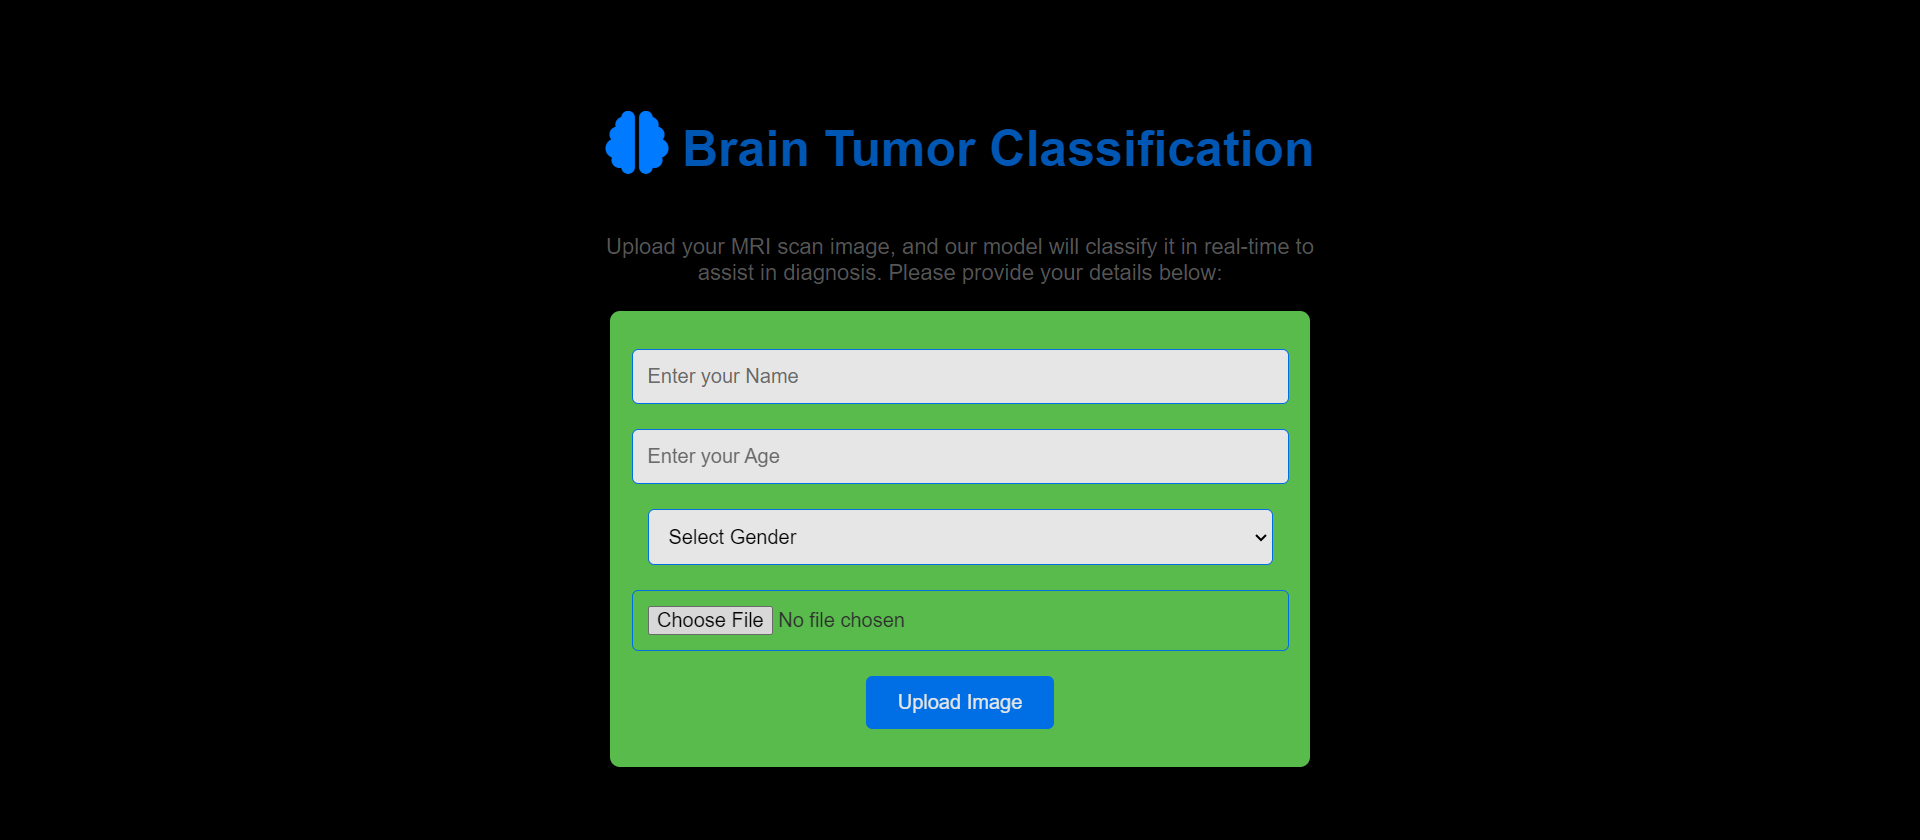 Brain Tumor Classification
Upload your MRI scan image, and our model will classify it in real-time to
assist in diagnosis. Please provide your details below:
Enter your Name
Enter your Age
Select Gender
Choose File No file chosen
Upload Image